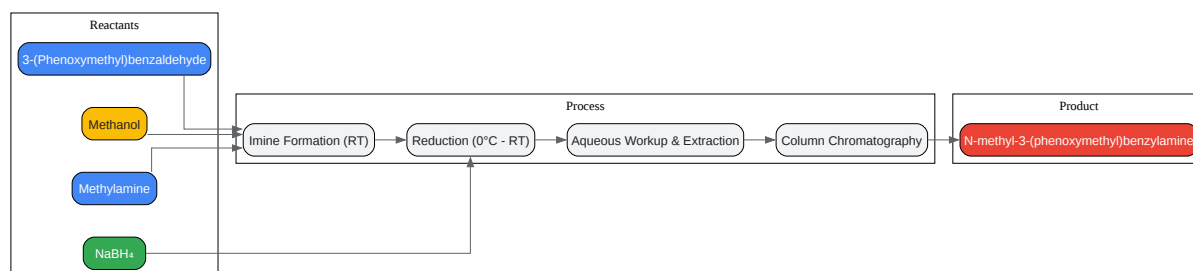 Reactants
3-(Phenoxymethyl)benzaldehyde
Methanol
Methylamine
NaBH₄
Process
Imine Formation (RT)
Reduction (0°C - RT)
Aqueous Workup & Extraction
Column Chromatography
Product
N-methyl-3-(phenoxymethyl)benzylamine